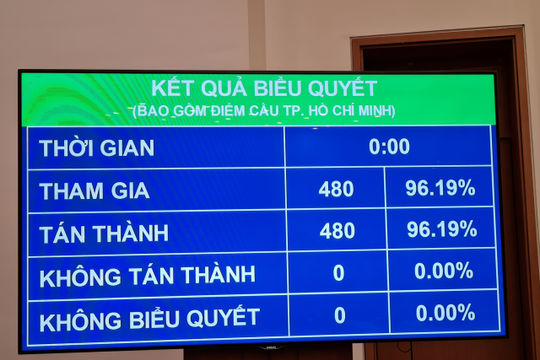 KẾT QUẢ BIỂU QUYẾT
(BAO GỒM ĐIỂM CẦU TP. HỒ CHÍ MINH)
THỜI GIAN 0:00
THAM GIA 480 96.19%
TÁN THÀNH 480 96.19%
KHÔNG TÁN THÀNH 0 0.00%
KHÔNG BIỂU QUYẾT 0 0.00%